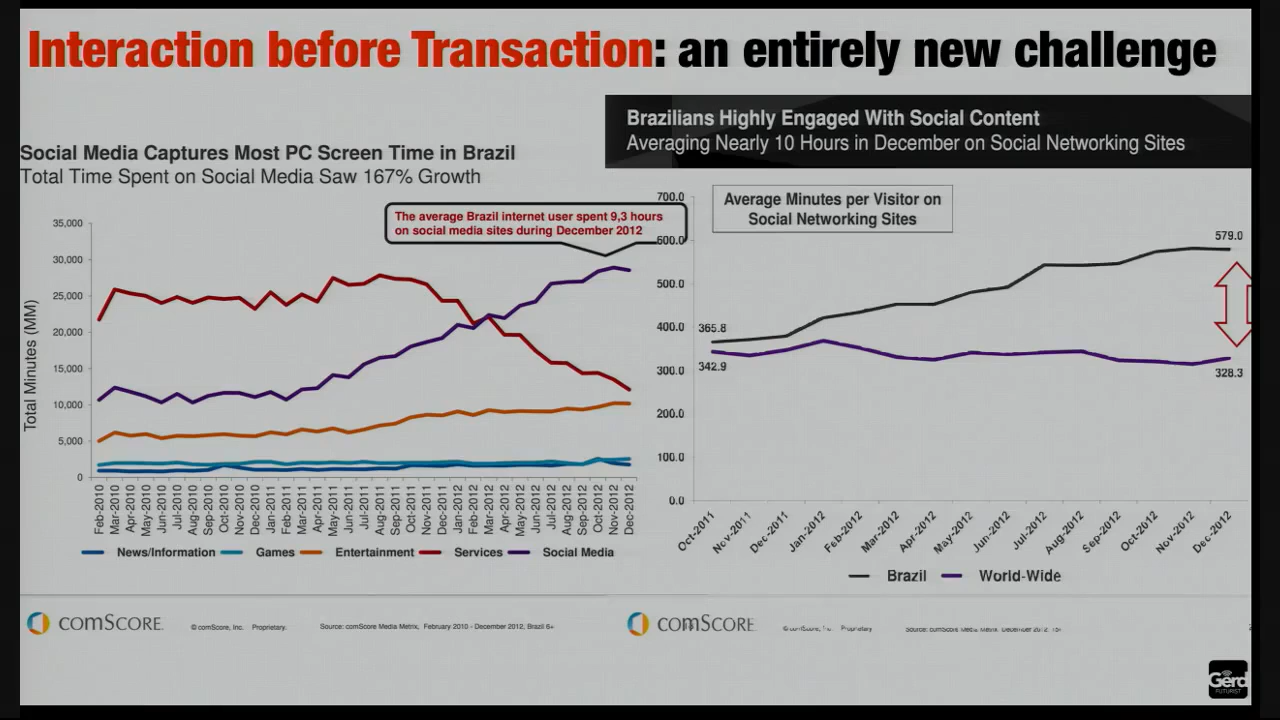 Interaction before Transaction: an entirely new challenge
Social Media Captures Most PC Screen Time in Brazil
Total Time Spent on Social Media Saw 167% Growth
The average Brazil internet user spent 9,3 hours
on social media sites during December 2012
Total Minutes (MM)
35,000
30,000
25,000
20,000
15,000
10,000
5,000
0
Feb-2010
Mar-2010
Apr-2010
May-2010
Jun-2010
Jul-2010
Aug-2010
Sep-2010
Oct-2010
Nov-2010
Dec-2010
Jan-2011
Feb-2011
Mar-2011
Apr-2011
May-2011
Jun-2011
Jul-2011
Aug-2011
Sep-2011
Oct-2011
Nov-2011
Dec-2011
Jan-2012
Feb-2012
Mar-2012
Apr-2012
May-2012
Jun-2012
Jul-2012
Aug-2012
Sep-2012
Oct-2012
Nov-2012
Dec-2012
News/Information Games Entertainment Services Social Media
comSCORE. © comScore, Inc. Proprietary. Source: comScore Media Metrix, February 2010 - December 2012, Brazil 6+
Brazilians Highly Engaged With Social Content
Averaging Nearly 10 Hours in December on Social Networking Sites
Average Minutes per Visitor on
Social Networking Sites
700.0
600.0
500.0
400.0
300.0
200.0
100.0
0.0
365.8
342.9
579.0
328.3
Oct-2011
Nov-2011
Dec-2011
Jan-2012
Feb-2012
Mar-2012
Apr-2012
May-2012
Jun-2012
Jul-2012
Aug-2012
Sep-2012
Oct-2012
Nov-2012
Dec-2012
Brazil World-Wide
comSCORE © comScore, Inc. Proprietary Source: comScore Media Metrix, December 2012, 15+
Gerd
FUTURIST